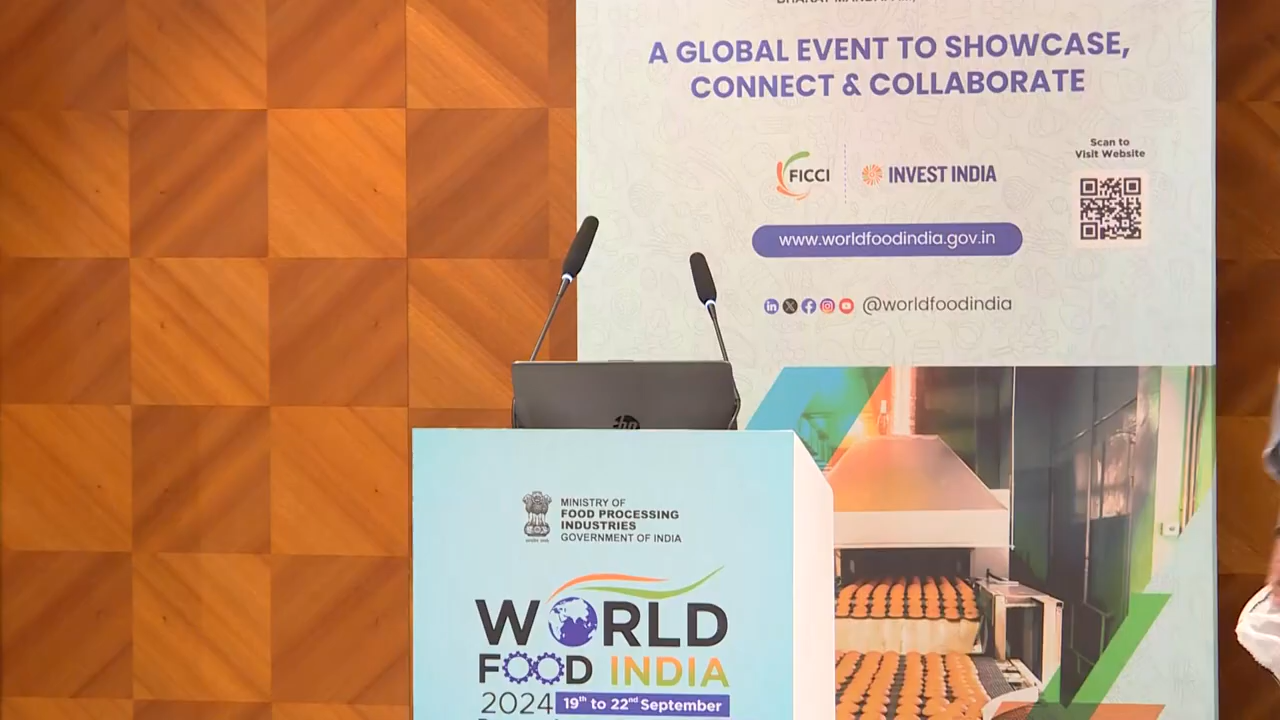 A GLOBAL EVENT TO SHOWCASE,
CONNECT & COLLABORATE
FICCI
INVEST INDIA
Scan to
Visit Website
www.worldfoodindia.gov.in
@worldfoodindia
hp
MINISTRY OF
FOOD PROCESSING
INDUSTRIES
GOVERNMENT OF INDIA
WORLD
FOOD INDIA
2024
19th to 22nd September